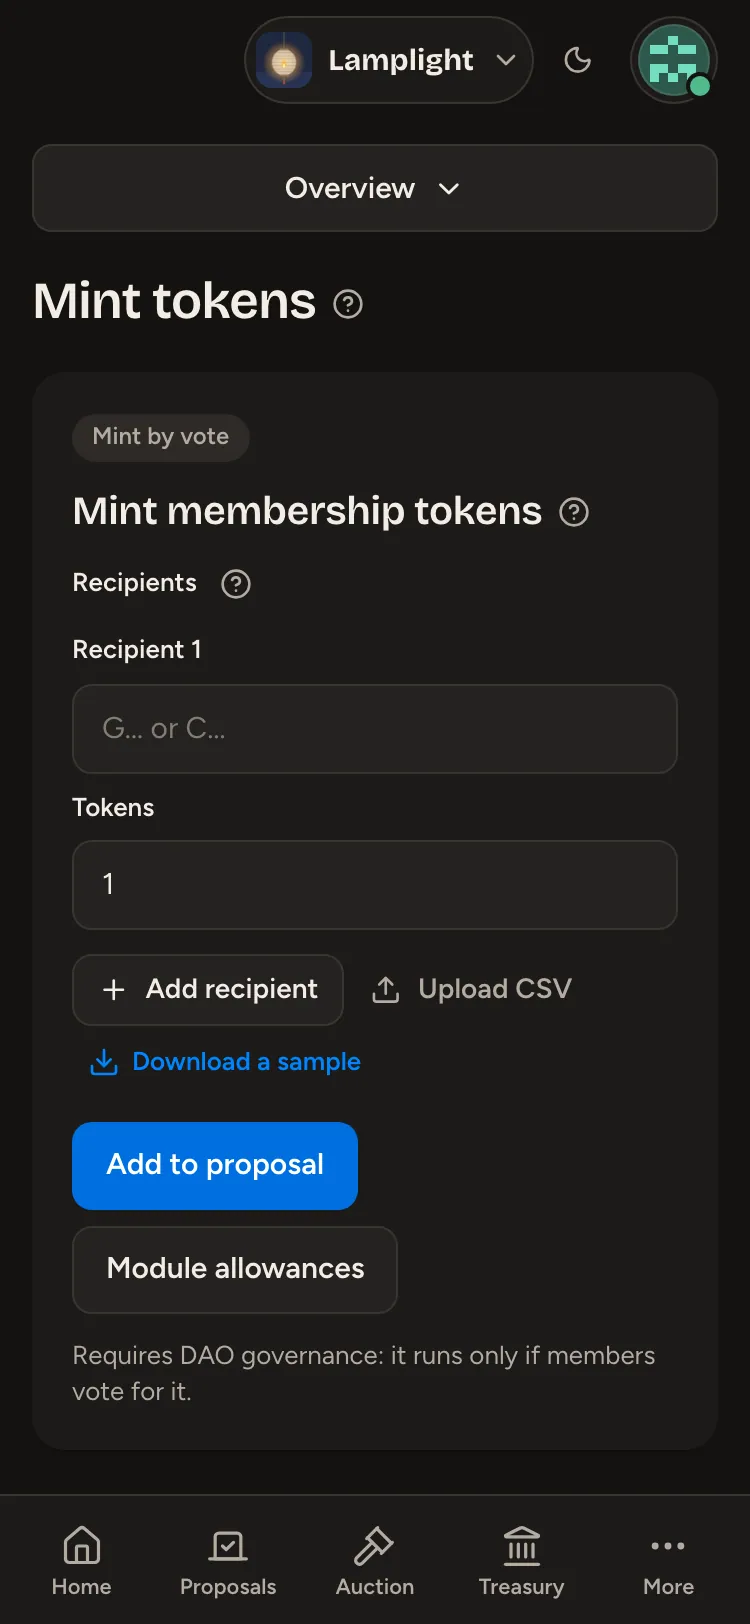 Lamplight
Overview
Mint tokens
Mint by vote
Mint membership tokens
Recipients
Recipient 1
G... or C...
Tokens
1
Add recipient
Upload CSV
Download a sample
Add to proposal
Module allowances
Requires DAO governance: it runs only if members
vote for it.
Home
Proposals
Auction
Treasury
More